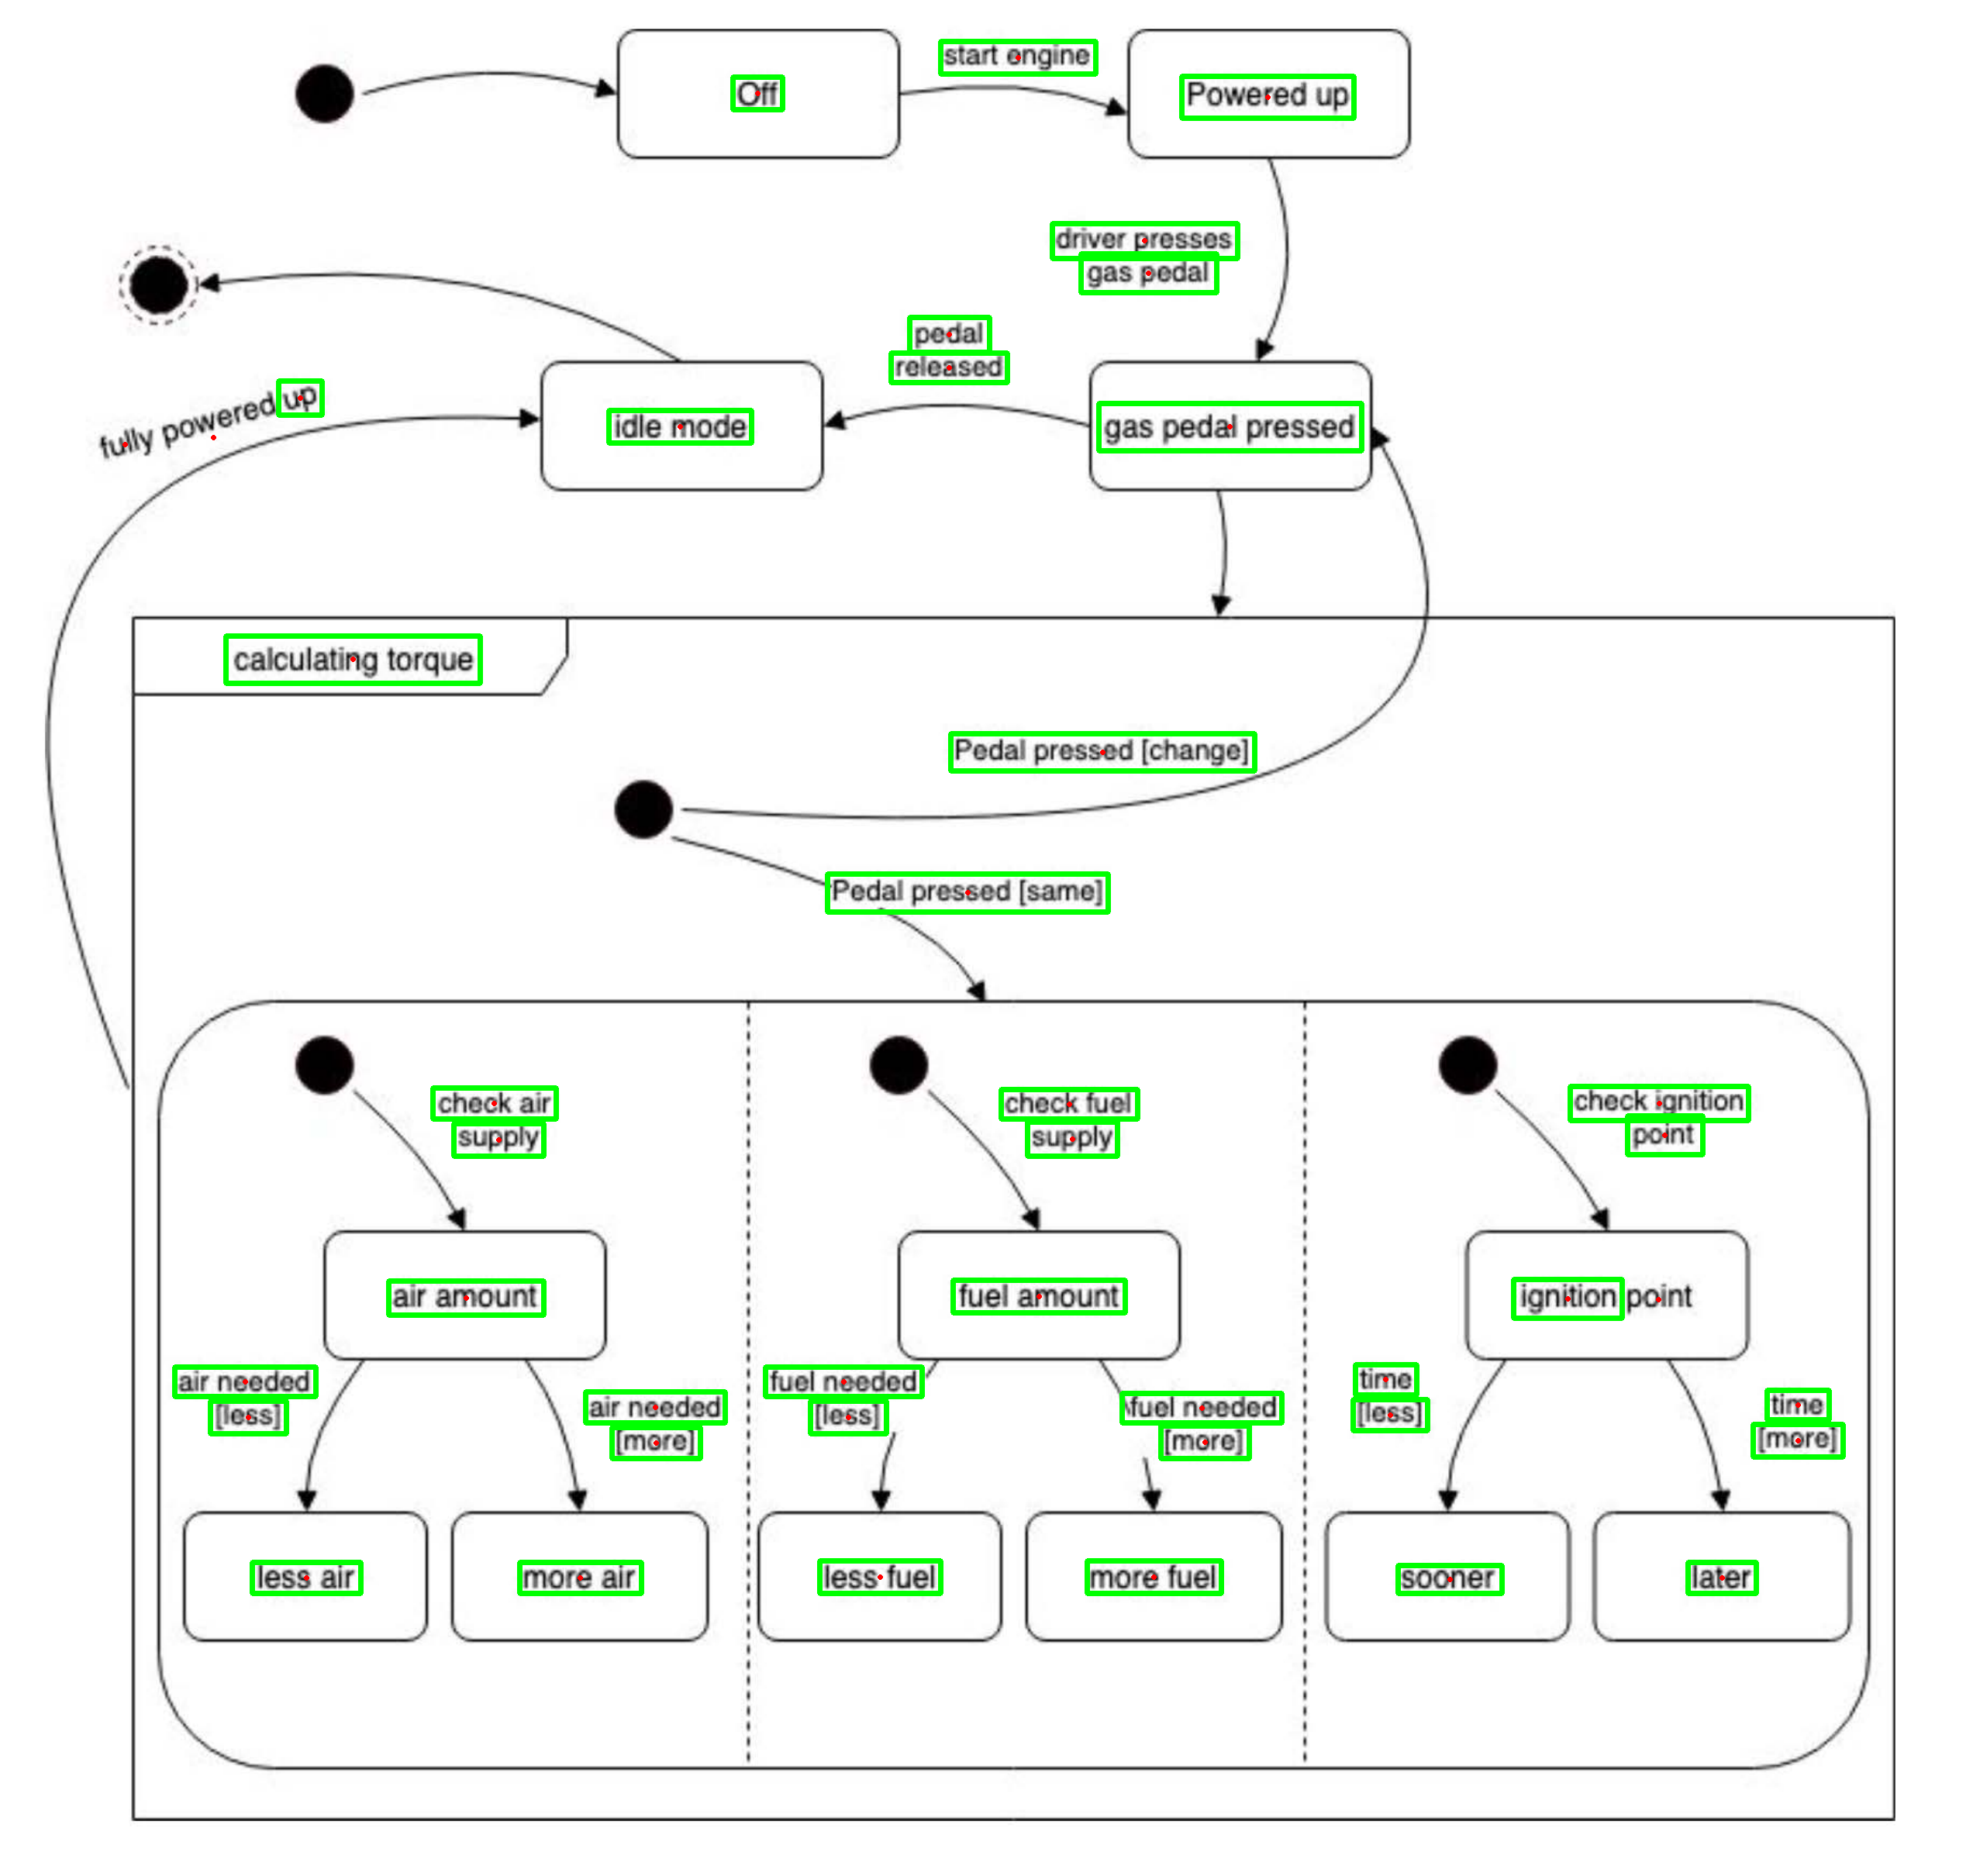 Off
start engine
Powered up
driver presses
gas pedal
pedal
released
fully powered up
idle mode
gas pedal pressed
calculating torque
Pedal pressed [change]
Pedal pressed [same]
check air
supply
check fuel
supply
check ignition
point
air amount
fuel amount
ignition point
air needed
[less]
air needed
[more]
fuel needed
[less]
fuel needed
[more]
time
[less]
time
[more]
less air
more air
less fuel
more fuel
sooner
later